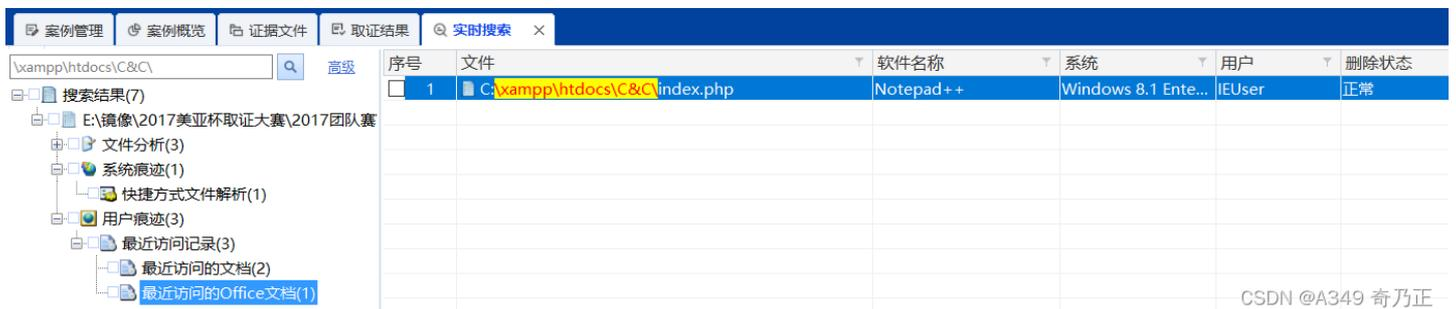 案例管理 案例概览 证据文件 取证结果 实时搜索
\xampp\htdocs\C&C\ 高级
序号 文件 软件名称 系统 用户 删除状态
1 C:\xampp\htdocs\C&C\index.php Notepad++ Windows 8.1 Ente... IEUser 正常
搜索结果(7)
E:\镜像\2017美亚杯取证大赛\2017团队赛
文件分析(3)
系统痕迹(1)
快捷方式文件解析(1)
用户痕迹(3)
最近访问记录(3)
最近访问的文档(2)
最近访问的Office文档(1)
CSDN @A349 奇乃正